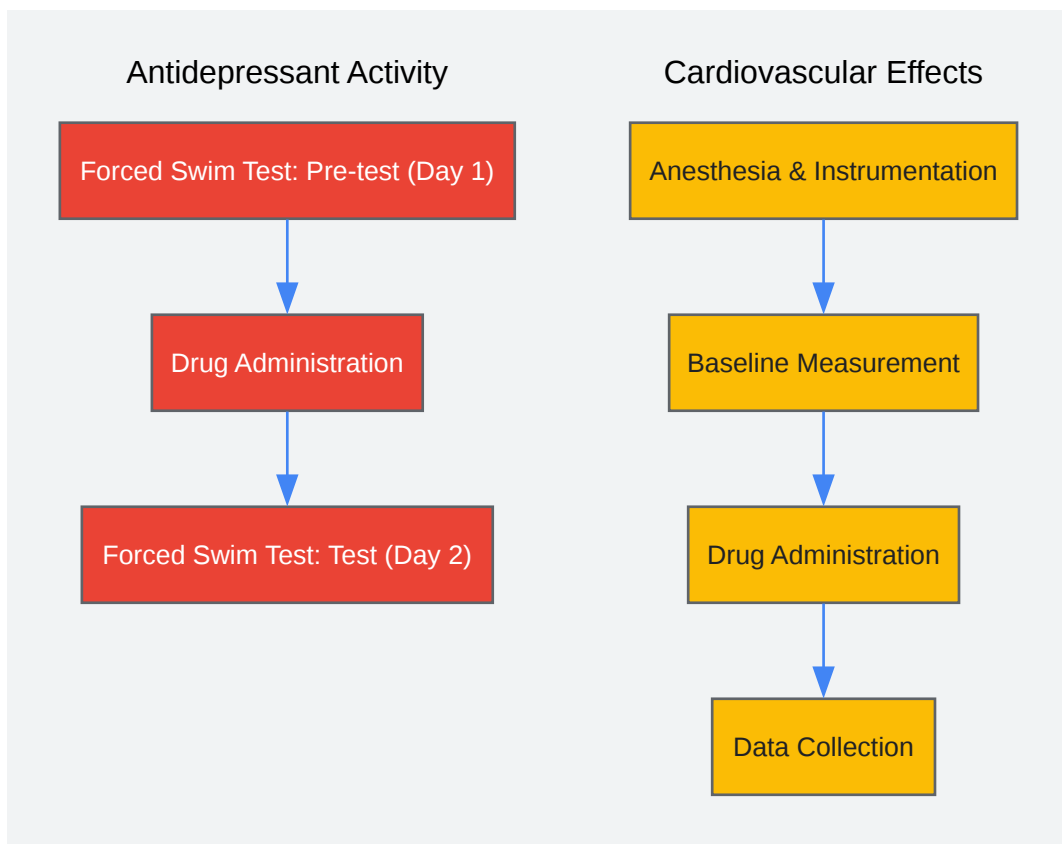 Antidepressant Activity
Forced Swim Test: Pre-test (Day 1)
Drug Administration
Forced Swim Test: Test (Day 2)
Cardiovascular Effects
Anesthesia & Instrumentation
Baseline Measurement
Drug Administration
Data Collection